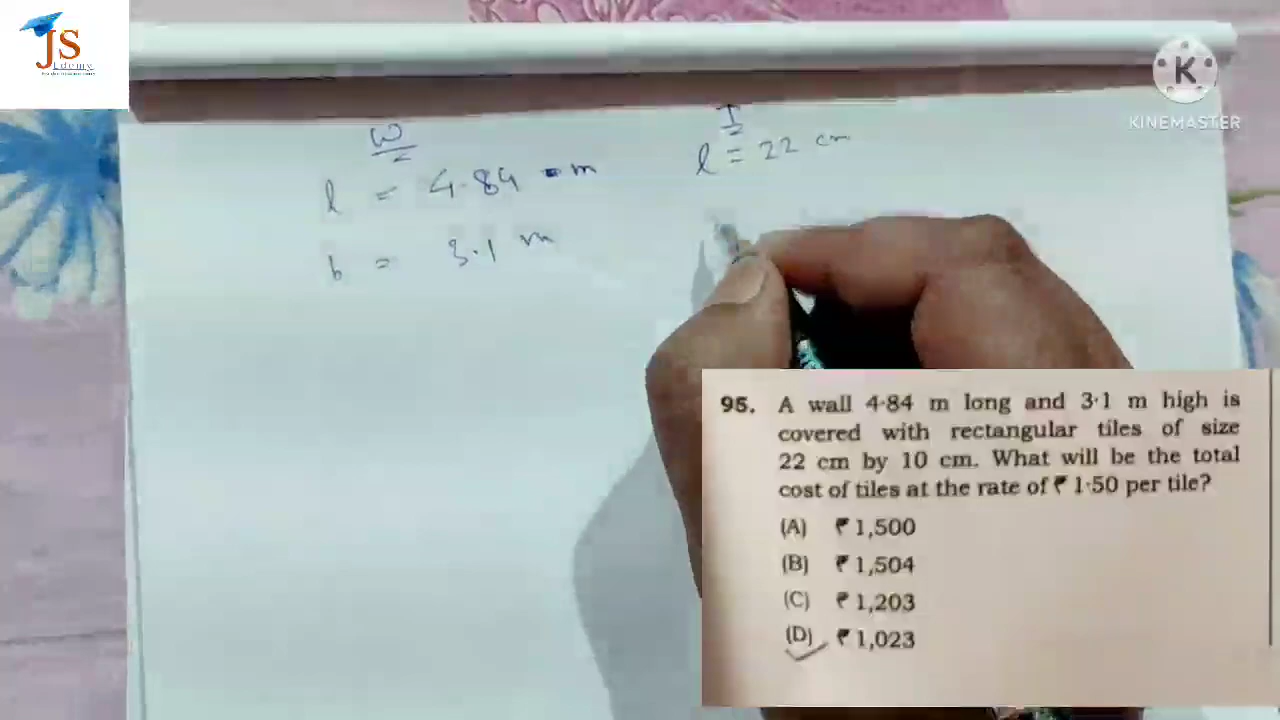 JS
KINEMASTER
W
l = 4.84 m
b = 3.1 m
T
l = 22 cm
95. A wall 4·84 m long and 3·1 m high is
covered with rectangular tiles of size
22 cm by 10 cm. What will be the total
cost of tiles at the rate of ₹ 1·50 per tile?
(A) ₹ 1,500
(B) ₹ 1,504
(C) ₹ 1,203
(D) ₹ 1,023